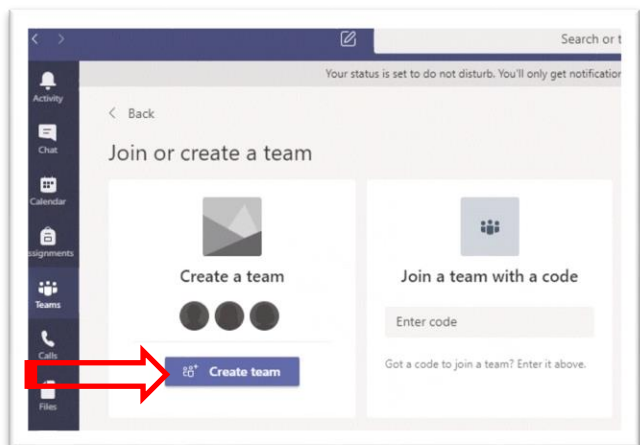 Search or t
Your status is set to do not disturb. You'll only get notification
Activity
Chat
Calendar
ssignments
Teams
Calls
Files
< Back
Join or create a team
Create a team
Create team
Join a team with a code
Enter code
Got a code to join a team? Enter it above.